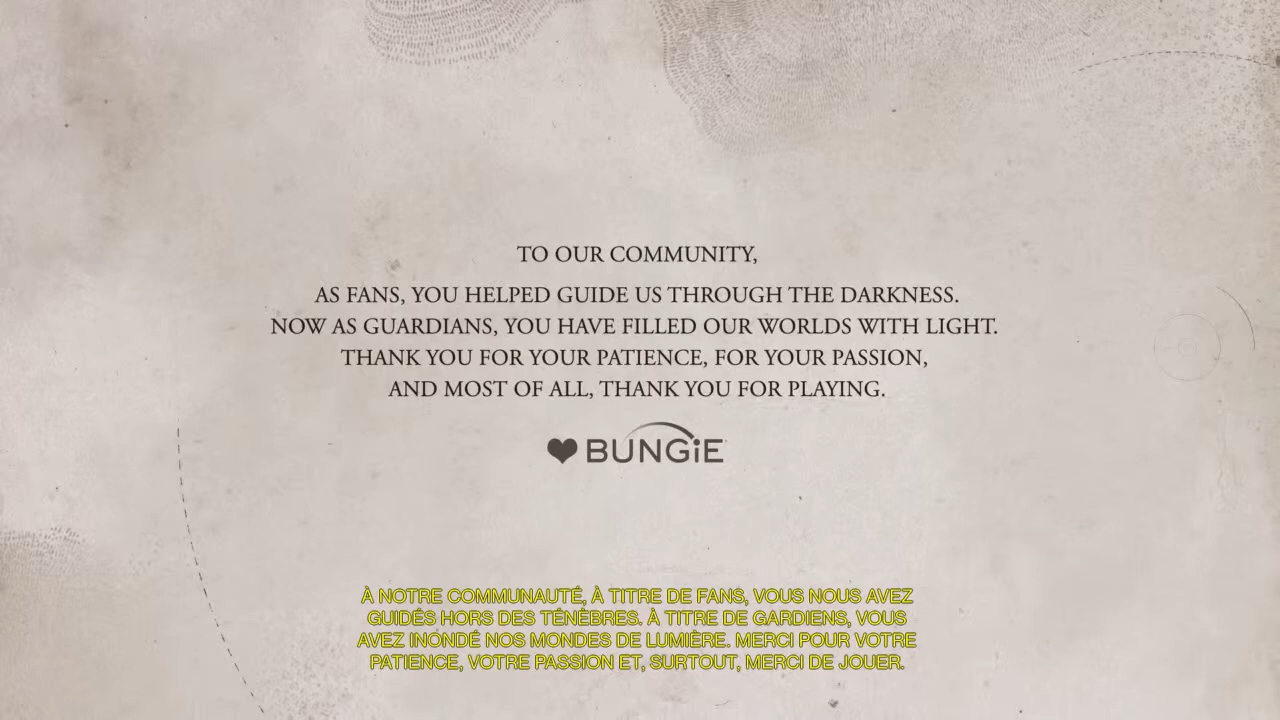 TO OUR COMMUNITY,
AS FANS, YOU HELPED GUIDE US THROUGH THE DARKNESS.
NOW AS GUARDIANS, YOU HAVE FILLED OUR WORLDS WITH LIGHT.
THANK YOU FOR YOUR PATIENCE, FOR YOUR PASSION,
AND MOST OF ALL, THANK YOU FOR PLAYING.
BUNGiE
À NOTRE COMMUNAUTÉ, À TITRE DE FANS, VOUS NOUS AVEZ
GUIDÉS HORS DES TÉNÈBRES. À TITRE DE GARDIENS, VOUS
AVEZ INONDÉ NOS MONDES DE LUMIÈRE. MERCI POUR VOTRE
PATIENCE, VOTRE PASSION ET, SURTOUT, MERCI DE JOUER.